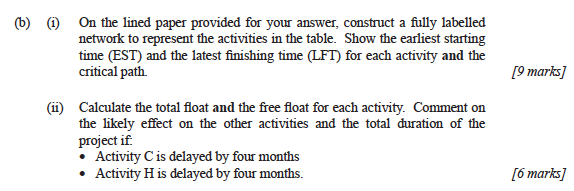 (b) (i) On the lined paper provided for your answer, construct a fully labelled
network to represent the activities in the table. Show the earliest starting
time (EST) and the latest finishing time (LFT) for each activity and the
critical path. [9 marks]
(ii) Calculate the total float and the free float for each activity. Comment on
the likely effect on the other activities and the total duration of the
project if:
• Activity C is delayed by four months
• Activity H is delayed by four months. [6 marks]